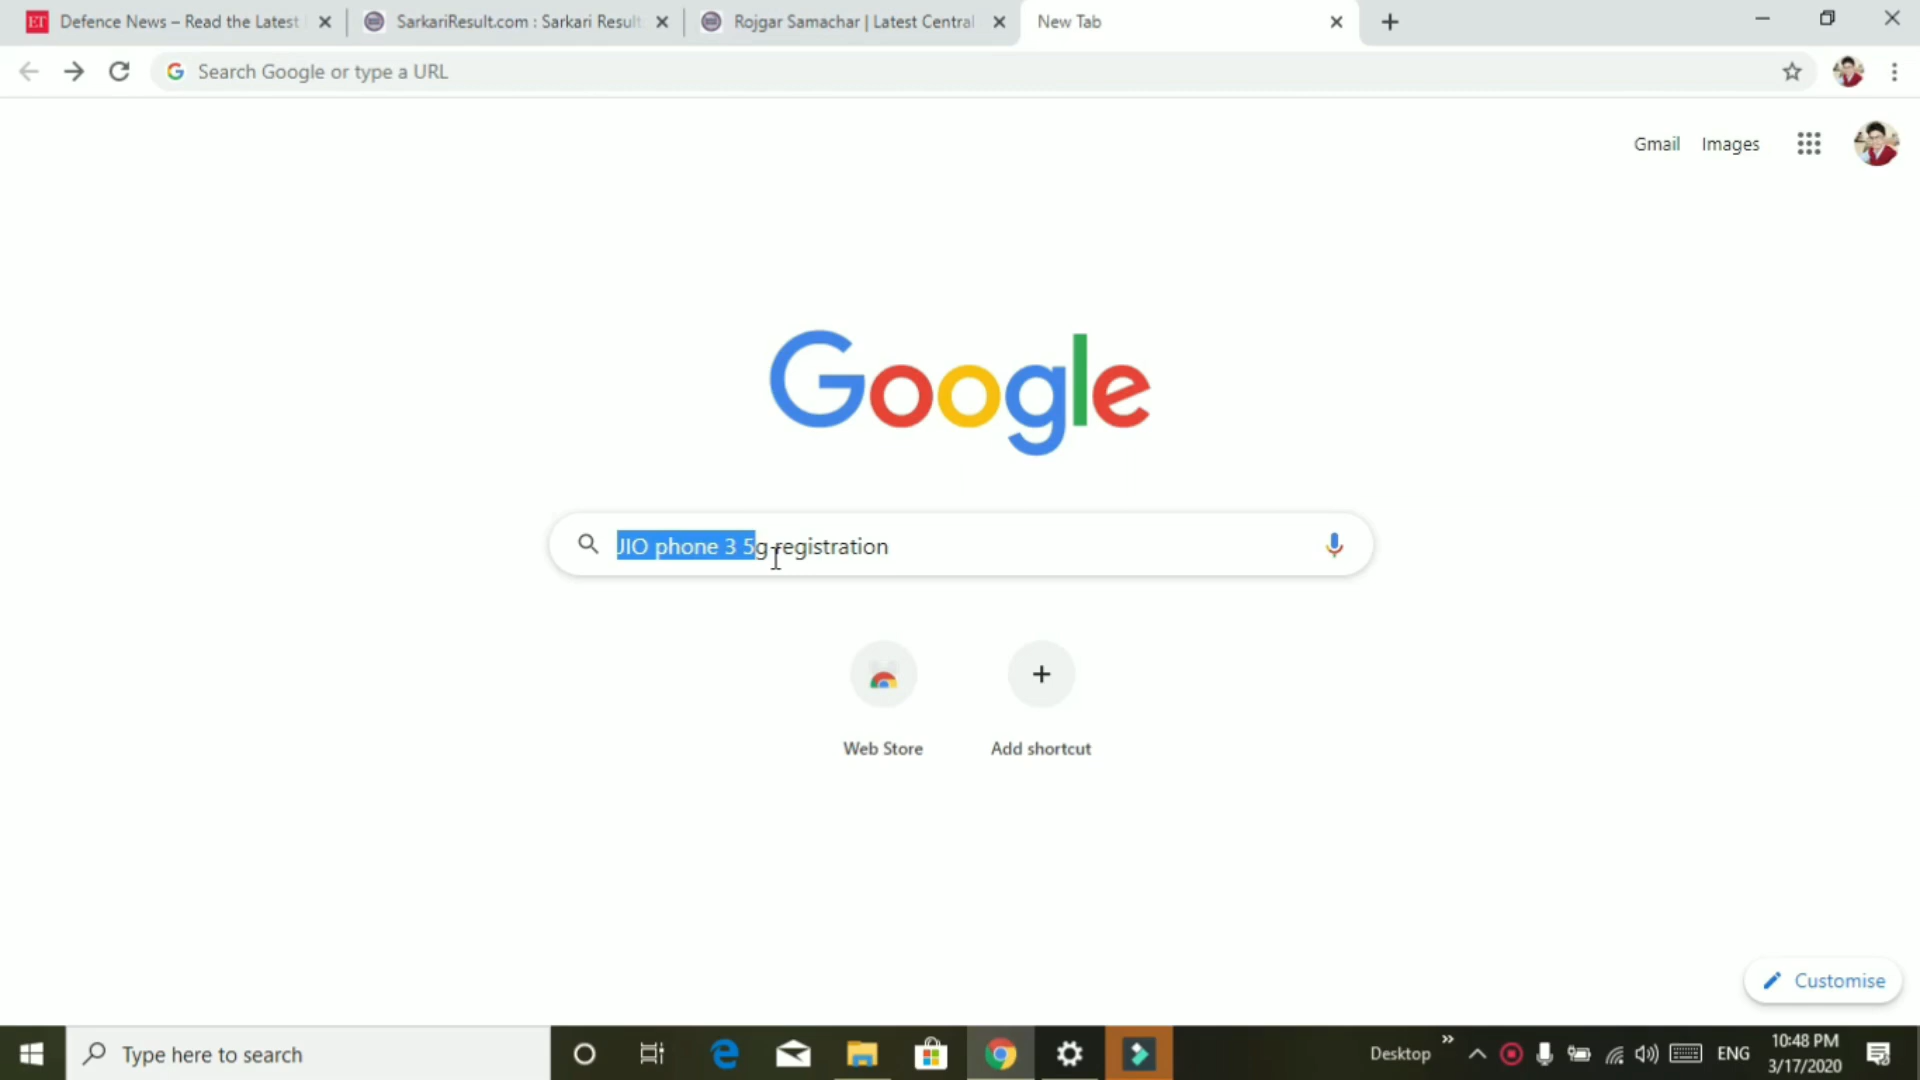 ET Defence News – Read the Latest
SarkariResult.com : Sarkari Result
Rojgar Samachar | Latest Central
New Tab
Search Google or type a URL
Gmail Images
Google
JIO phone 3 5g registration
Web Store
Add shortcut
Customise
Type here to search
Desktop
ENG
10:48 PM
3/17/2020